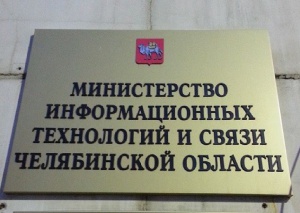 МИНИСТЕРСТВО
ИНФОРМАЦИОННЫХ
ТЕХНОЛОГИЙ И СВЯЗИ
ЧЕЛЯБИНСКОЙ ОБЛАСТИ